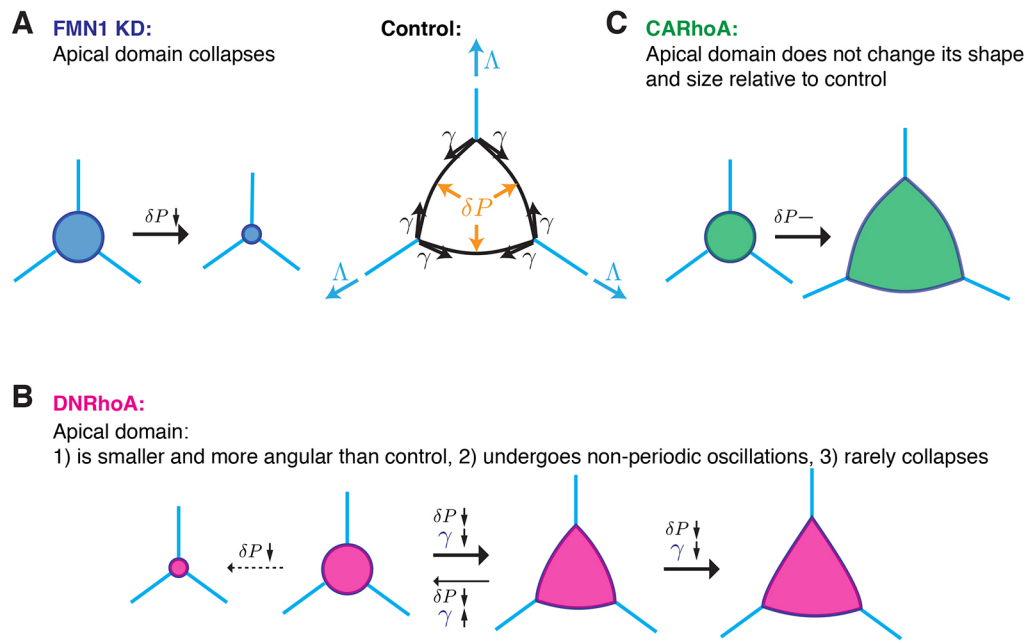 A
FMN1 KD:
Apical domain collapses
δP↓
Control:
Λ
γ γ
δP
γ γ
γ γ
Λ Λ
C
CARhoA:
Apical domain does not change its shape
and size relative to control
δP–
B
DNRhoA:
Apical domain:
1) is smaller and more angular than control, 2) undergoes non-periodic oscillations, 3) rarely collapses
δP↓
δP↓
γ↓
δP↓
γ↑
δP↓
γ↓